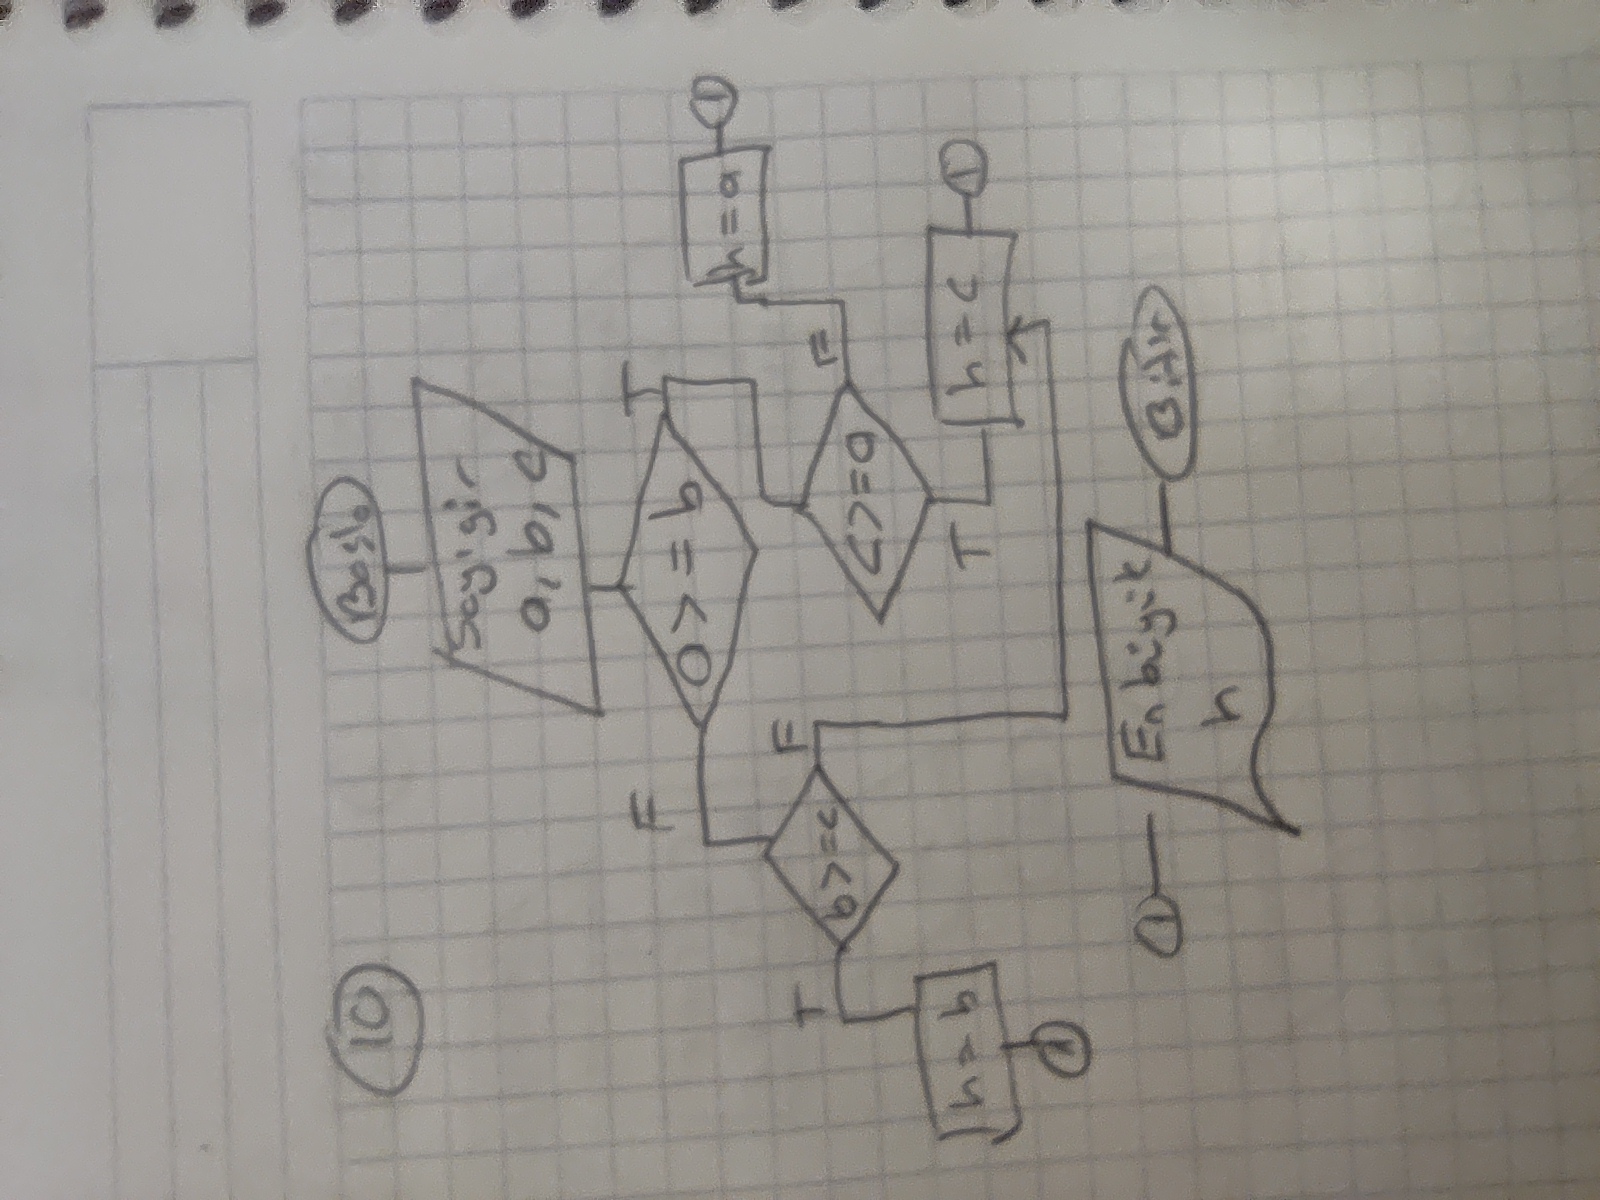 10
Başla
Sayı gir
a, b, c
F
a >= b
T
h = a
1
T
b >= c
F
c >= a
F
h = b
1
T
h = c
1
1
En büyük
h
Bitir